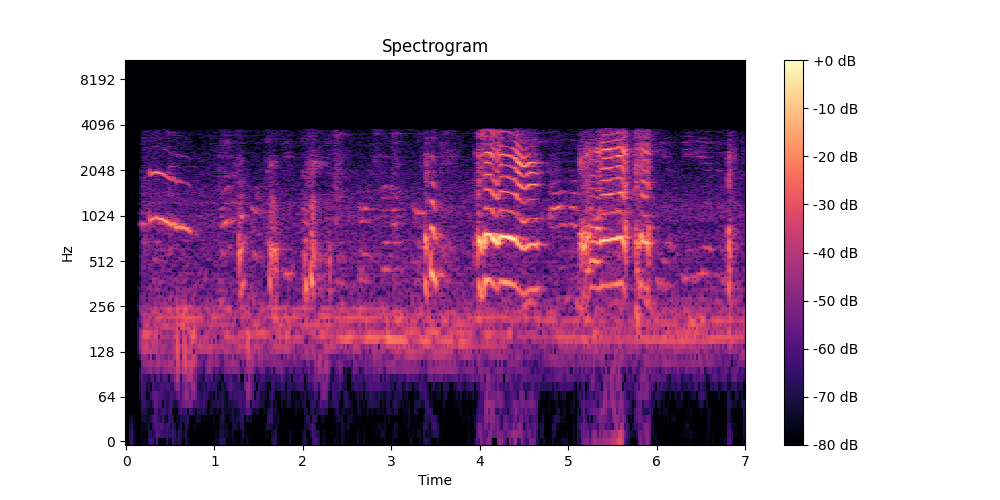 Spectrogram
Hz
8192
4096
2048
1024
512
256
128
64
0
0 1 2 3 4 5 6 7
Time
+0 dB
-10 dB
-20 dB
-30 dB
-40 dB
-50 dB
-60 dB
-70 dB
-80 dB